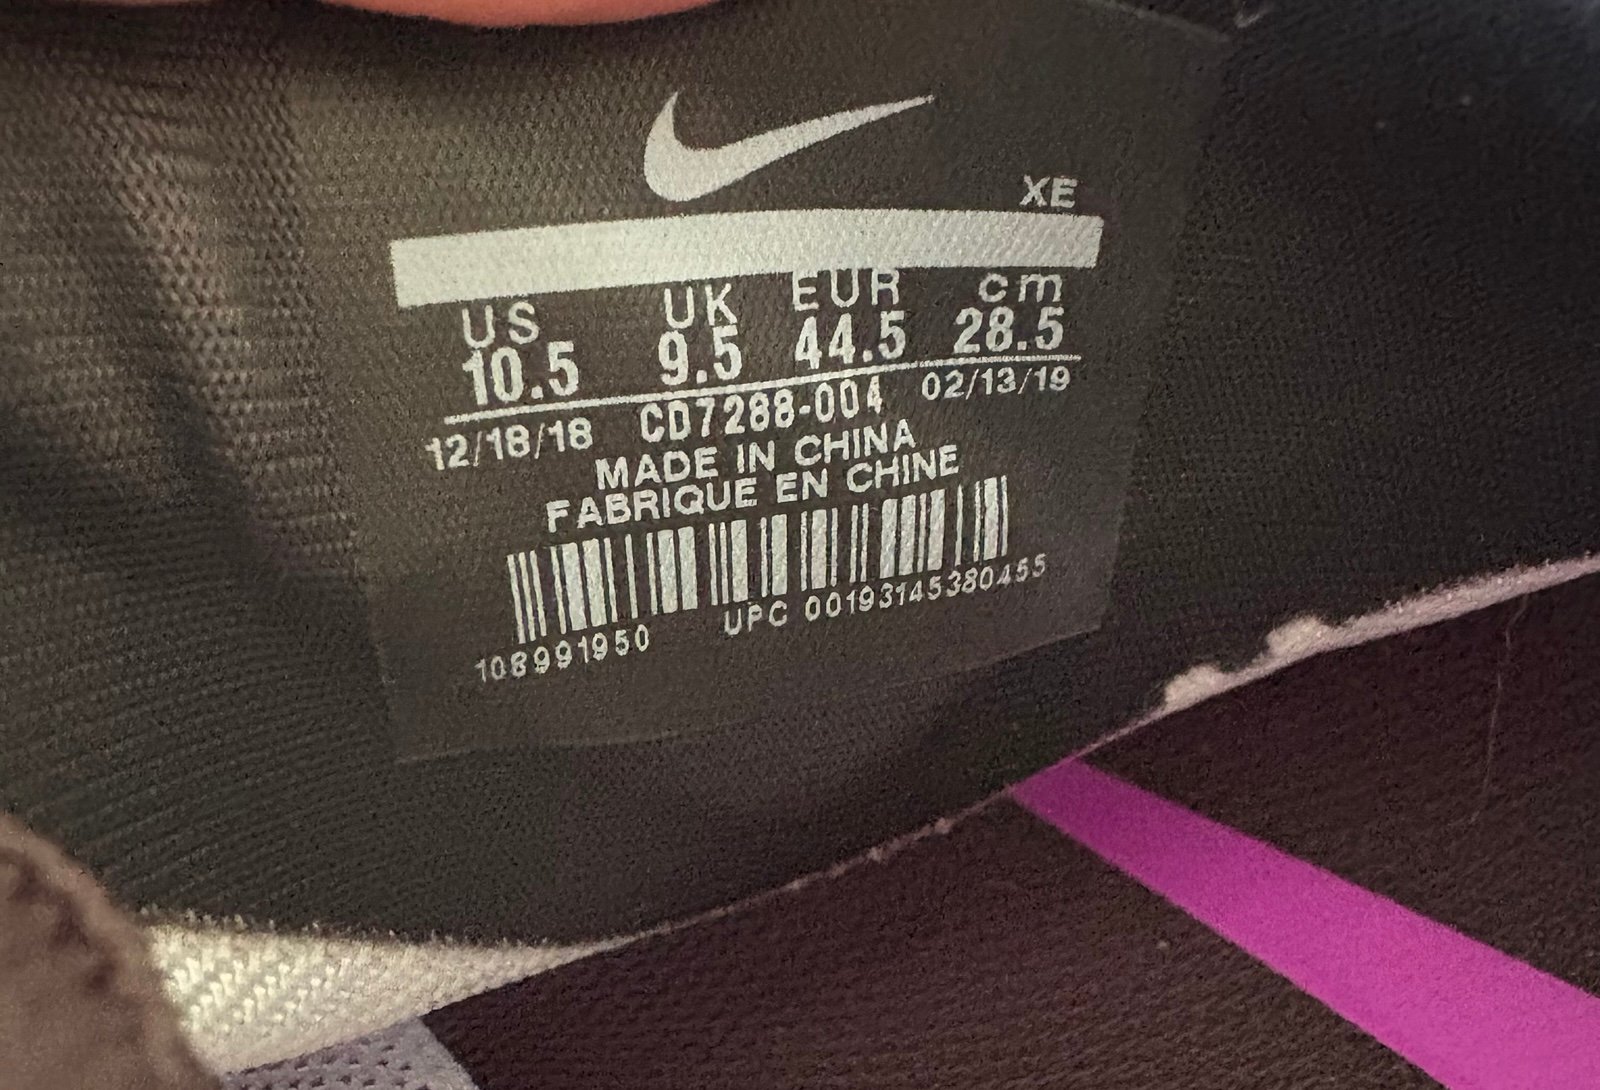 XE
US UK EUR cm
10.5 9.5 44.5 28.5
12/18/18 CD7288-004 02/13/19
MADE IN CHINA
FABRIQUE EN CHINE
108991950 UPC 00193145380455